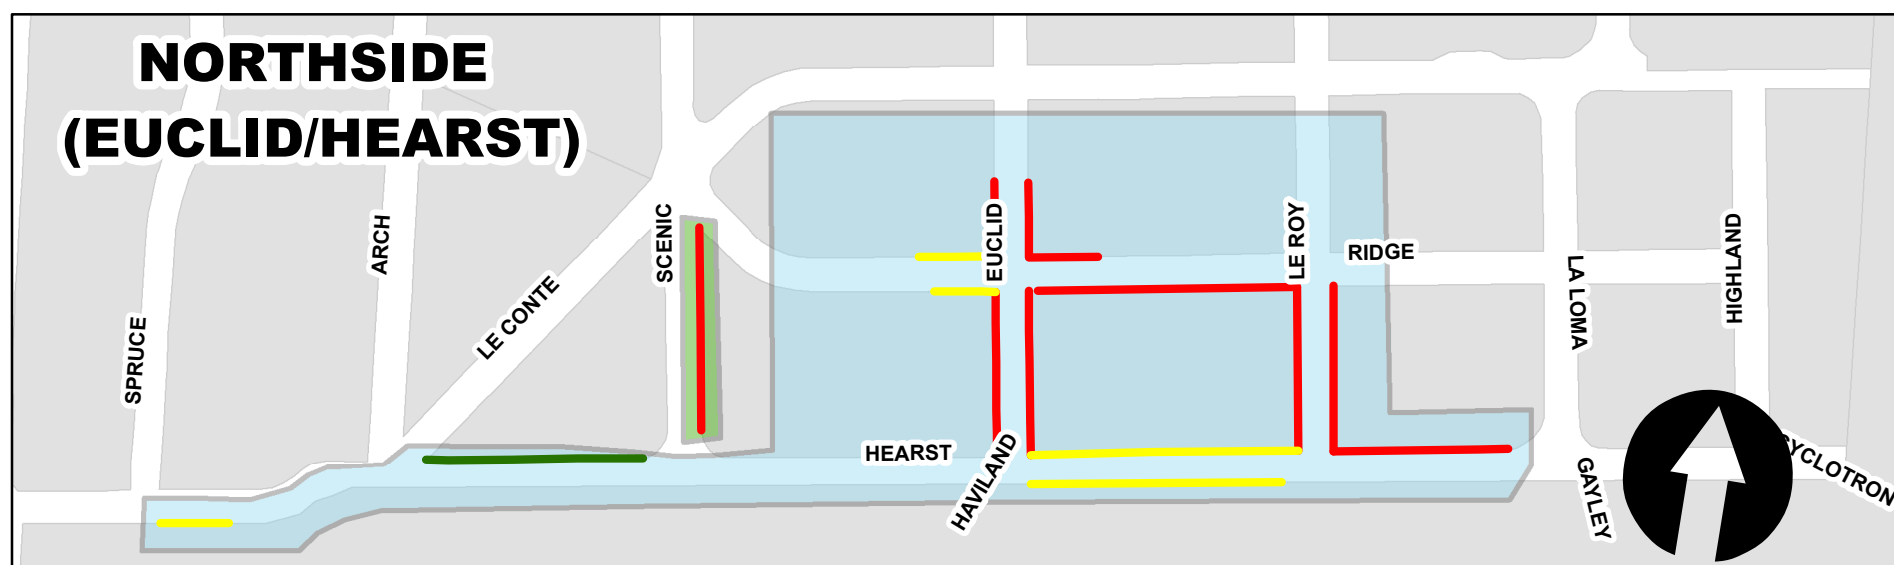 NORTHSIDE
(EUCLID/HEARST)
SPRUCE
ARCH
LE CONTE
SCENIC
EUCLID
LE ROY
RIDGE
LA LOMA
HIGHLAND
HEARST
HAVILAND
GAYLEY
CYCLOTRON